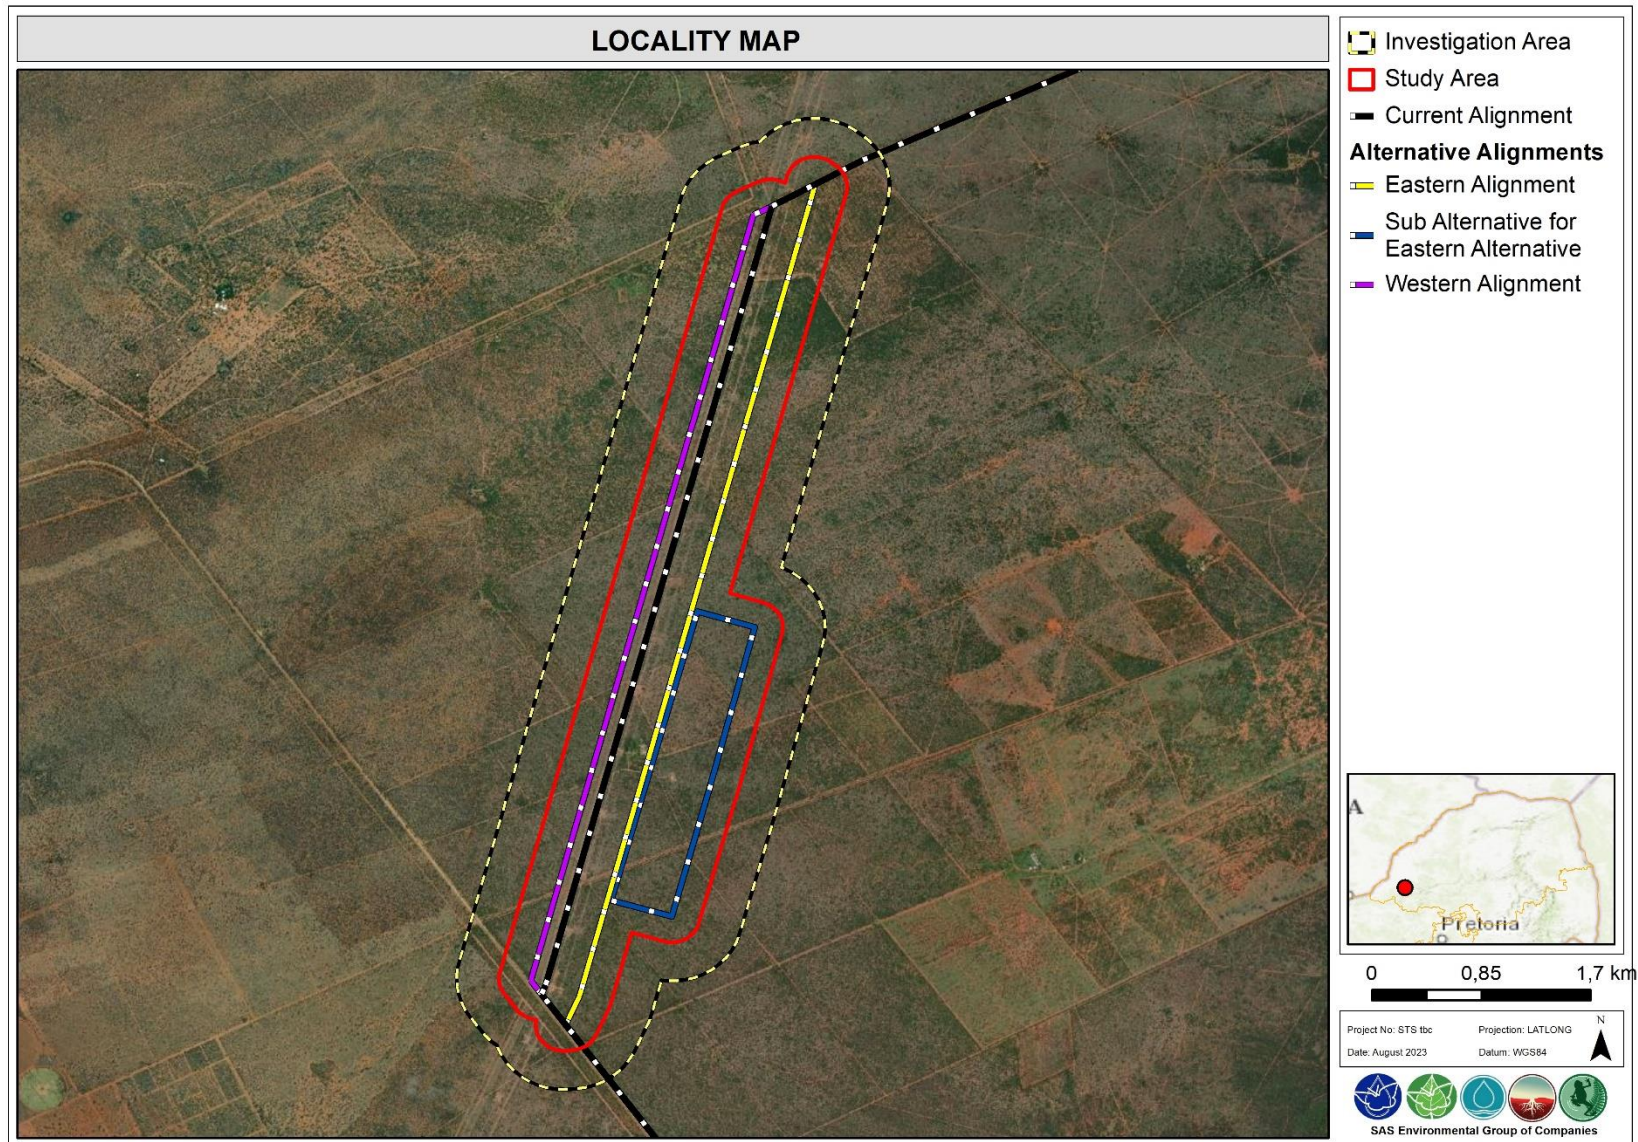 LOCALITY MAP
Investigation Area
Study Area
Current Alignment
Alternative Alignments
Eastern Alignment
Sub Alternative for
Eastern Alternative
Western Alignment
A
Pretoria
0 0,85 1,7 km
Project No: STS tbc Projection: LATLONG
N
Date: August 2023 Datum: WGS84
SAS Environmental Group of Companies